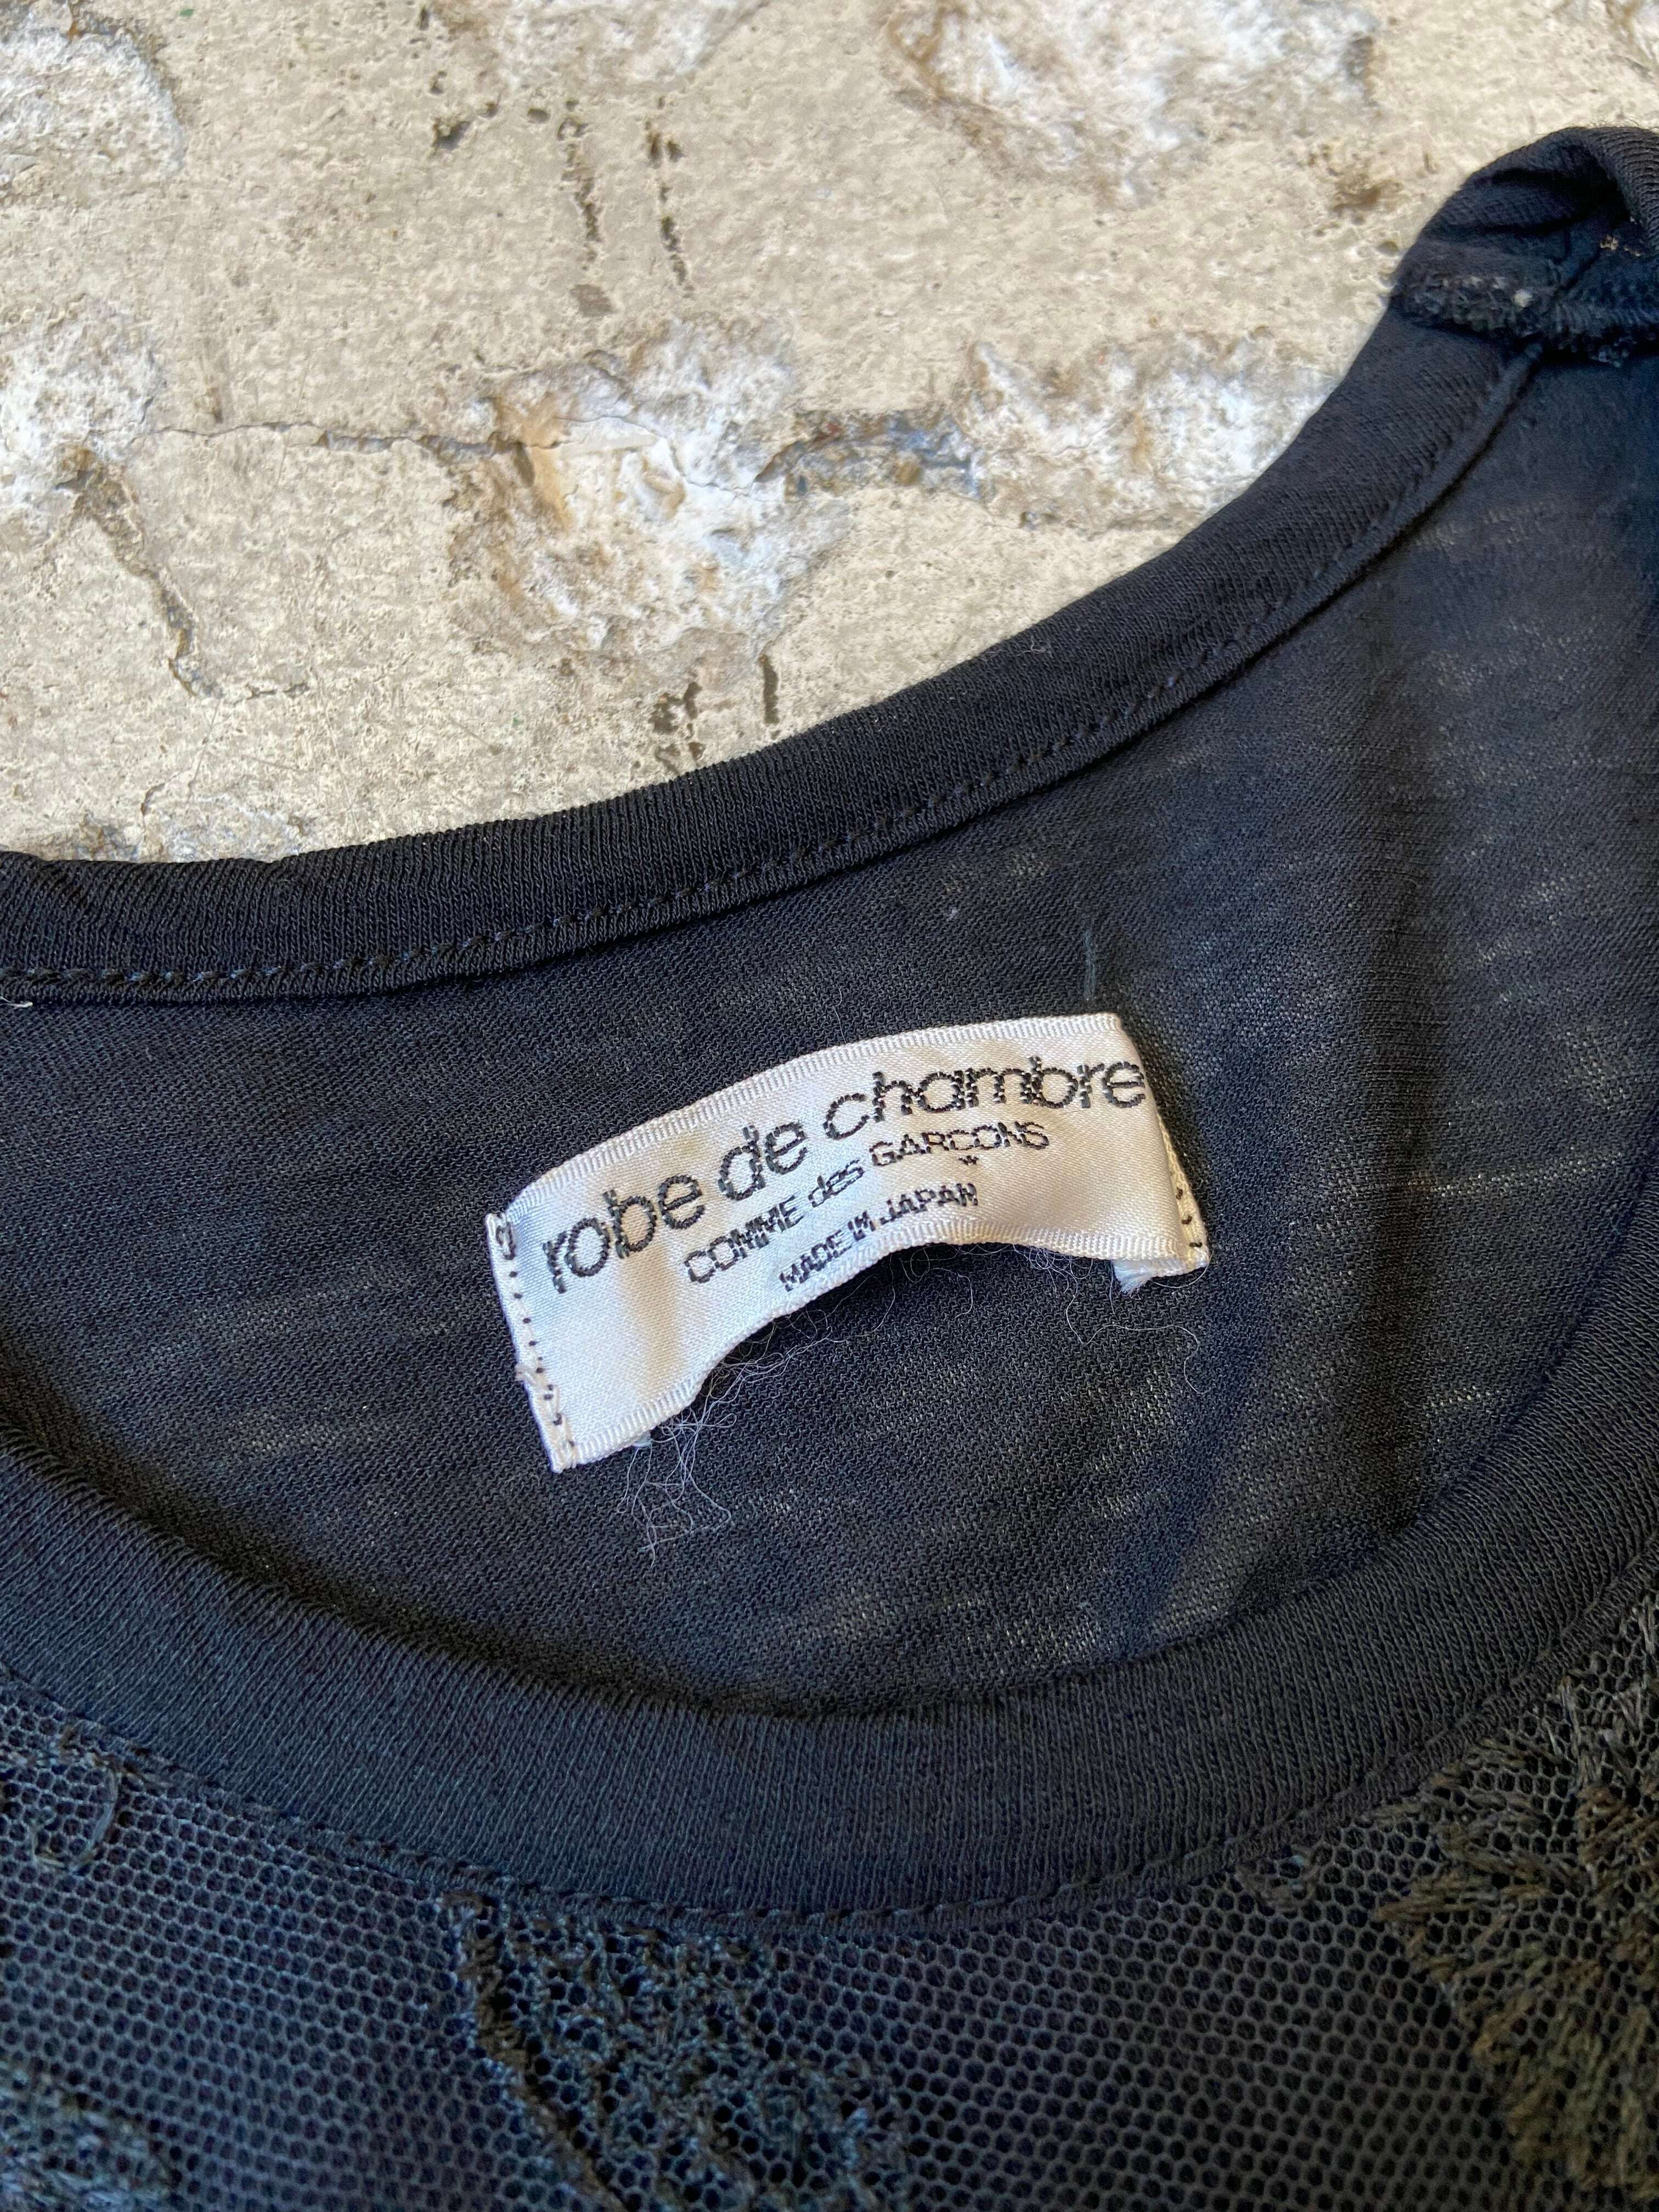 robe de chambre
COMME des GARÇONS
MADE IN JAPAN